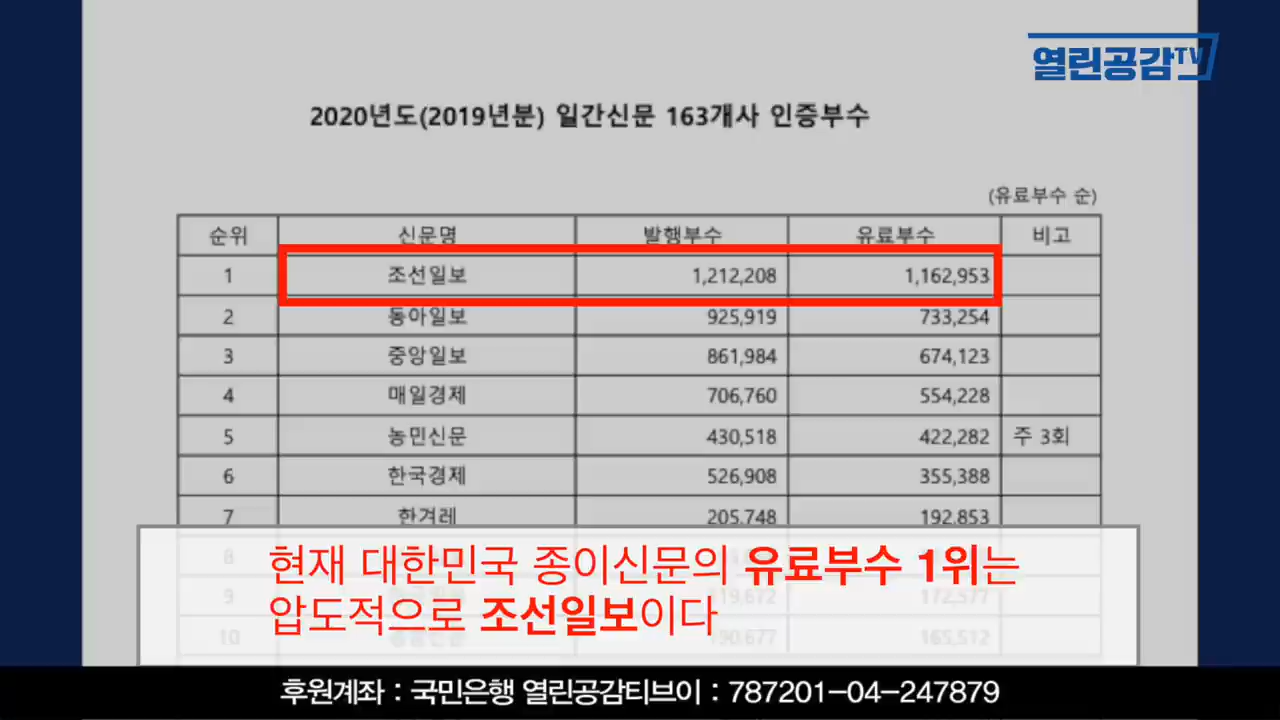 열린공감TV
2020년도(2019년분) 일간신문 163개사 인증부수
(유료부수 순)
순위 신문명 발행부수 유료부수 비고
1 조선일보 1,212,208 1,162,953
2 동아일보 925,919 733,254
3 중앙일보 861,984 674,123
4 매일경제 706,760 554,228
5 농민신문 430,518 422,282 주 3회
6 한국경제 526,908 355,388
7 한겨레 205,748 192,853
8
9 172,577
10 165,512
현재 대한민국 종이신문의 유료부수 1위는
압도적으로 조선일보이다
후원계좌 : 국민은행 열린공감티브이 : 787201-04-247879